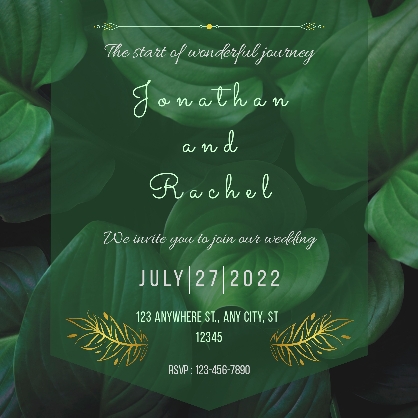 The start of wonderful journey
Jonathan
and
Rachel
We invite you to join our wedding
JULY|27|2022
123 ANYWHERE ST., ANY CITY, ST
12345
RSVP : 123-456-7890